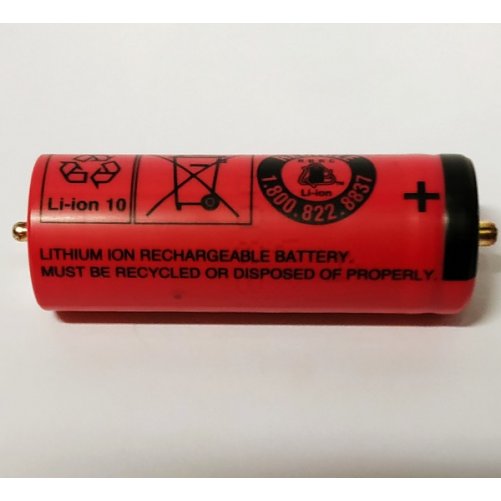 RBRC
Li-ion
1.800.822.8837
Li-ion 10
+
LITHIUM ION RECHARGEABLE BATTERY.
MUST BE RECYCLED OR DISPOSED OF PROPERLY.